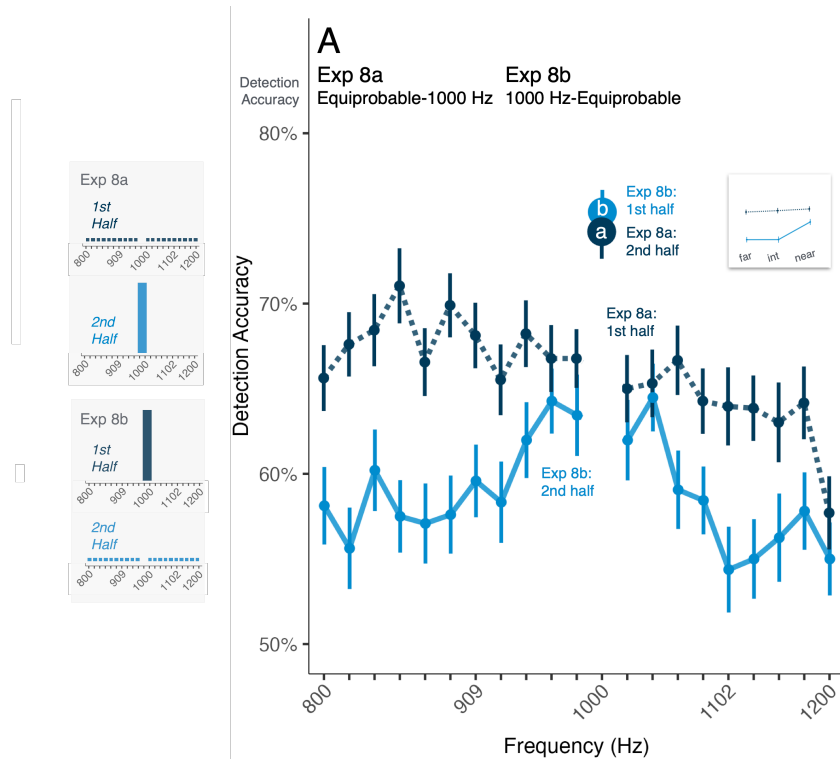 A
Exp 8a
Equiprobable-1000 Hz
Exp 8b
1000 Hz-Equiprobable
Detection
Accuracy
80%
70%
60%
50%
Detection Accuracy
b
a
Exp 8b:
1st half
Exp 8a:
2nd half
far int near
Exp 8a:
1st half
Exp 8b:
2nd half
800 909 1000 1102 1200
Frequency (Hz)
Exp 8a
1st
Half
800 909 1000 1102 1200
2nd
Half
800 909 1000 1102 1200
Exp 8b
1st
Half
800 909 1000 1102 1200
2nd
Half
800 909 1000 1102 1200